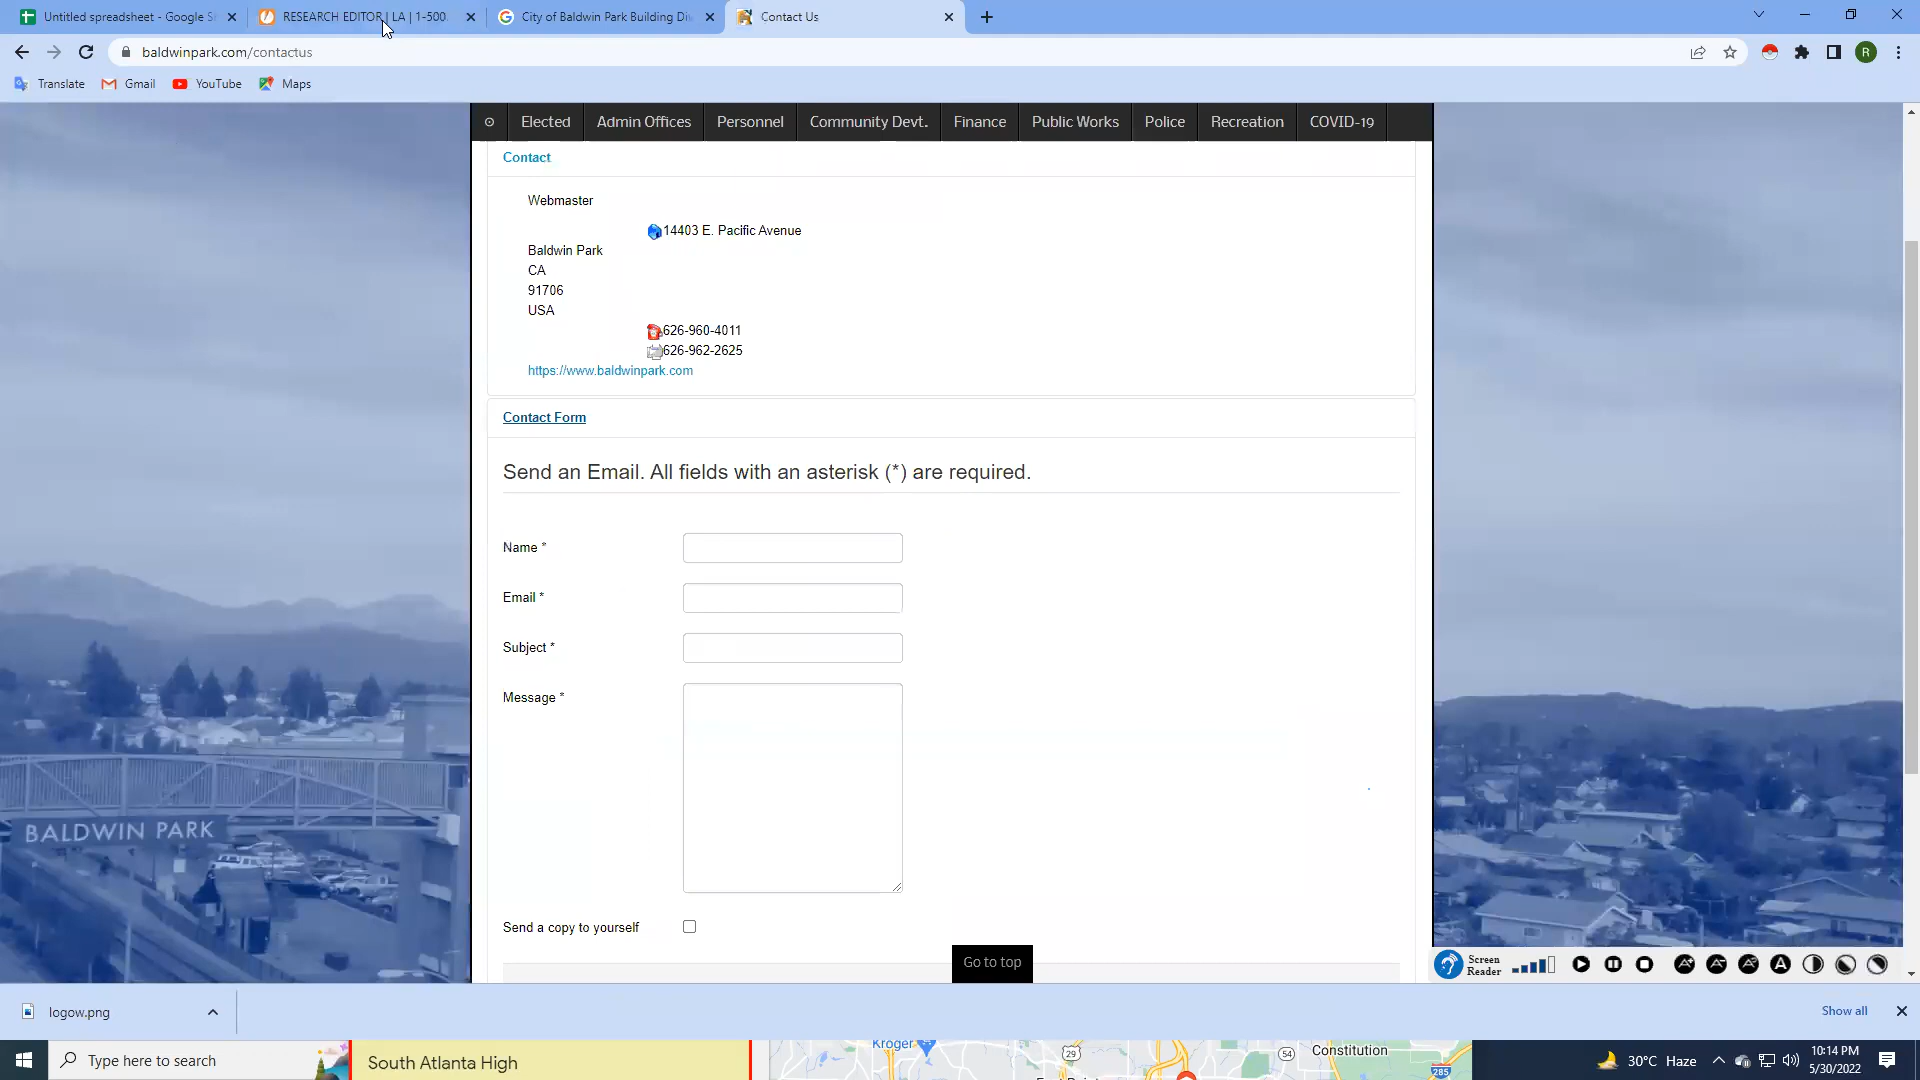 Untitled spreadsheet - Google S
RESEARCH EDITOR | LA | 1-500
City of Baldwin Park Building Div
Contact Us
baldwinpark.com/contactus
R
Translate
Gmail
YouTube
Maps
Elected
Admin Offices
Personnel
Community Devt.
Finance
Public Works
Police
Recreation
COVID-19
Contact
Webmaster
14403 E. Pacific Avenue
Baldwin Park
CA
91706
USA
626-960-4011
626-962-2625
https://www.baldwinpark.com
Contact Form
Send an Email. All fields with an asterisk (*) are required.
Name *
Email *
Subject *
Message *
BALDWIN PARK
Send a copy to yourself
Go to top
Screen
Reader
logow.png
Show all
Type here to search
South Atlanta High
Kroger
29
54
Constitution
285
30°C Haze
10:14 PM
5/30/2022